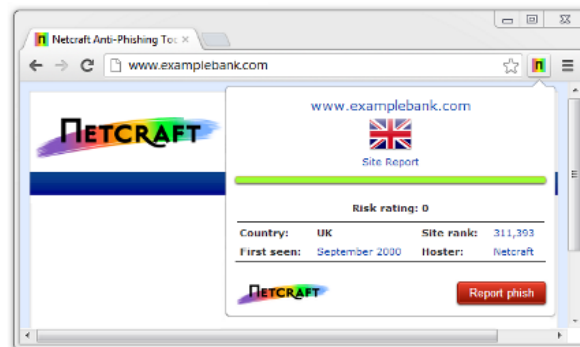 Netcraft Anti-Phishing Too
www.examplebank.com
NETCRAFT
www.examplebank.com
Site Report
Risk rating: 0
Country: UK Site rank: 311,393
First seen: September 2000 Hoster: Netcraft
NETCRAFT
Report phish